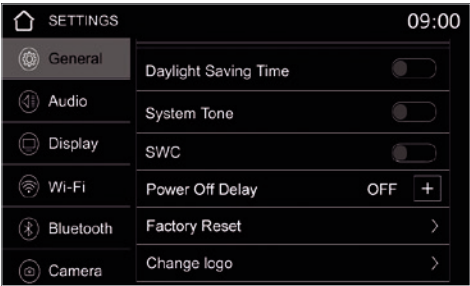 SETTINGS
09:00
General
Audio
Display
Wi-Fi
Bluetooth
Camera
Daylight Saving Time
System Tone
SWC
Power Off Delay OFF +
Factory Reset >
Change logo >